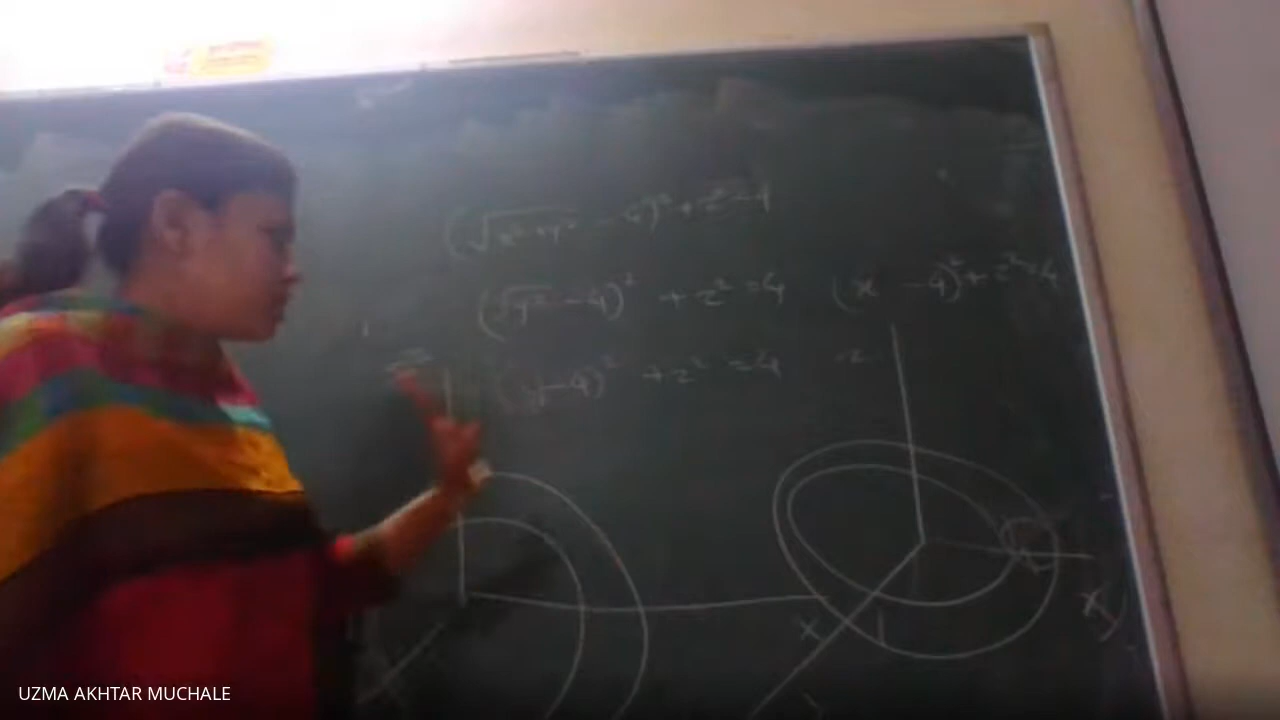 (√x²+y² - 4)² + z² = 4
(√y² - 4)² + z² = 4 (x - 4)² + z² = 4
(y - 4)² + z² = 4 z
z
x
UZMA AKHTAR MUCHALE